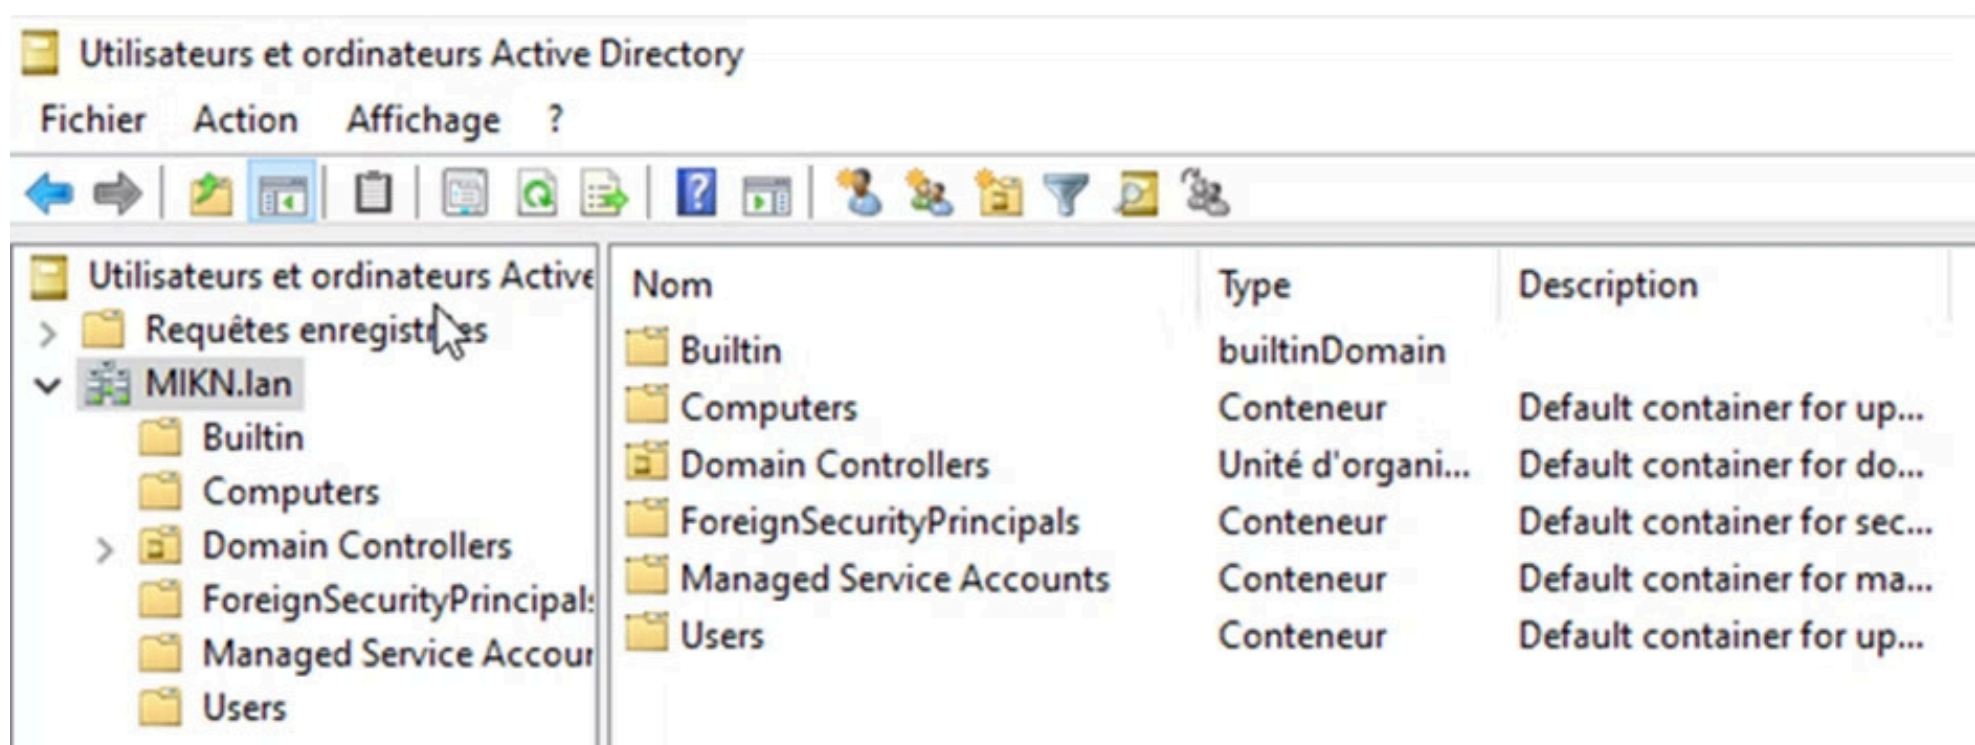 Utilisateurs et ordinateurs Active Directory
Fichier Action Affichage ?
Utilisateurs et ordinateurs Active
Requêtes enregistrées
MIKN.lan
Builtin
Computers
Domain Controllers
ForeignSecurityPrincipals
Managed Service Accour
Users
Nom Type Description
Builtin builtinDomain
Computers Conteneur Default container for up...
Domain Controllers Unité d'organi... Default container for do...
ForeignSecurityPrincipals Conteneur Default container for sec...
Managed Service Accounts Conteneur Default container for ma...
Users Conteneur Default container for up...